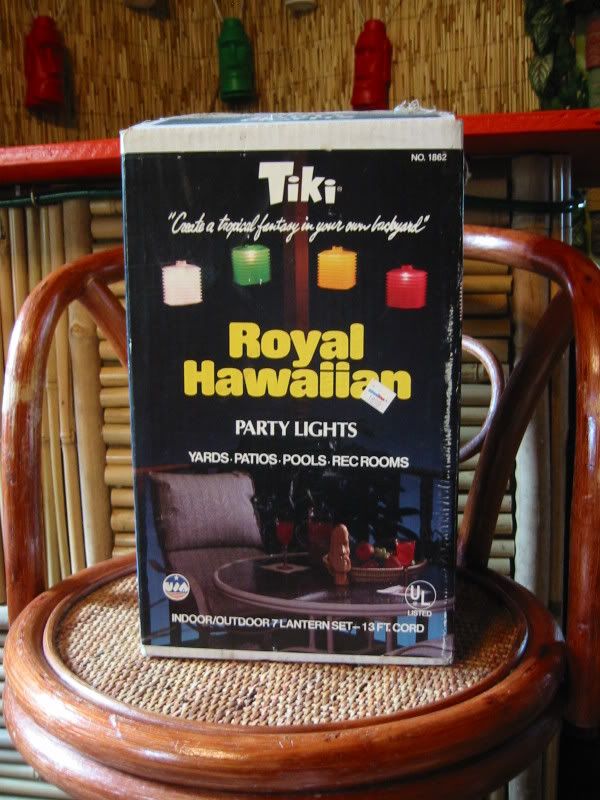 NO. 1862
Tiki®
"Create a tropical fantasy in your own backyard"
Royal
Hawaiian
PARTY LIGHTS
YARDS · PATIOS · POOLS · REC ROOMS
USA
UL
LISTED
INDOOR/OUTDOOR 7 LANTERN SET – 13 FT. CORD